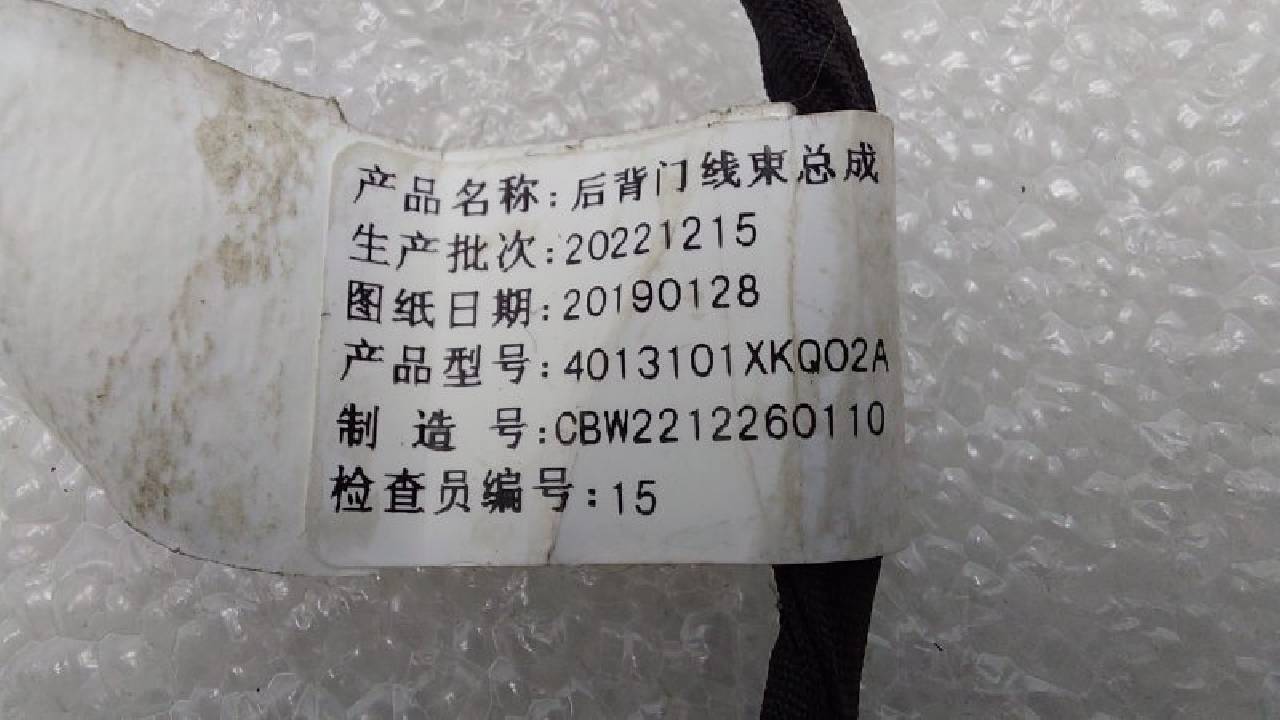 产品名称:后背门线束总成
生产批次:20221215
图纸日期:20190128
产品型号:4013101XKQ02A
制 造 号:CBW2212260110
检查员编号:15